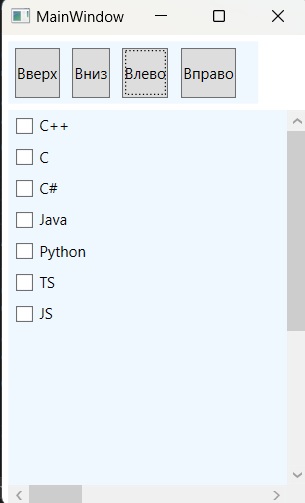 MainWindow
Вверх Вниз Влево Вправо
C++
C
C#
Java
Python
TS
JS